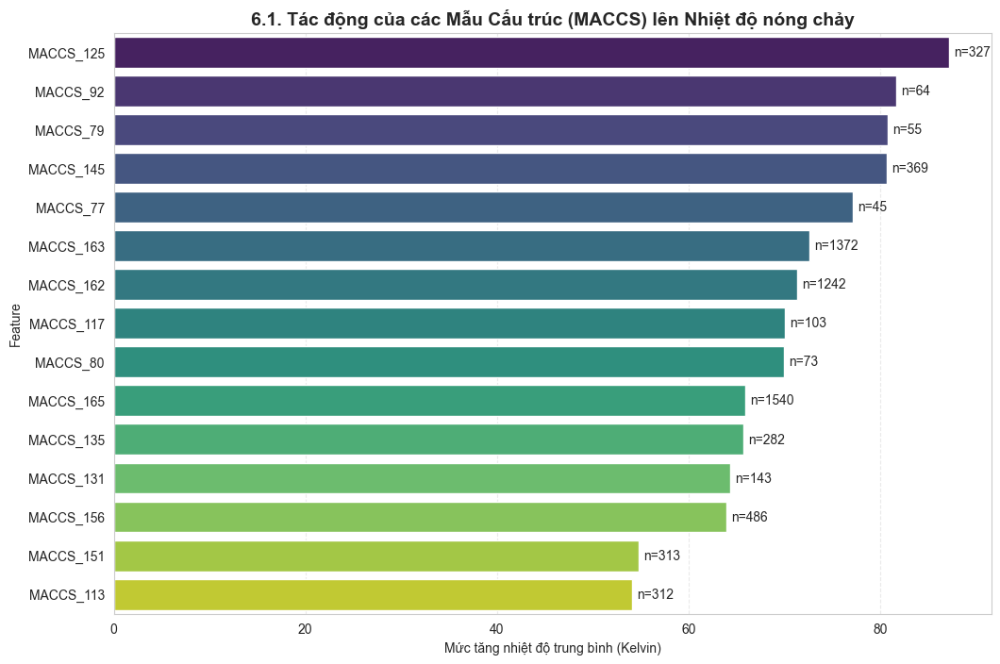 6.1. Tác động của các Mẫu Cấu trúc (MACCS) lên Nhiệt độ nóng chảy
MACCS_125 n=327
MACCS_92 n=64
MACCS_79 n=55
MACCS_145 n=369
MACCS_77 n=45
MACCS_163 n=1372
MACCS_162 n=1242
MACCS_117 n=103
MACCS_80 n=73
MACCS_165 n=1540
MACCS_135 n=282
MACCS_131 n=143
MACCS_156 n=486
MACCS_151 n=313
MACCS_113 n=312
Feature
0 20 40 60 80
Mức tăng nhiệt độ trung bình (Kelvin)